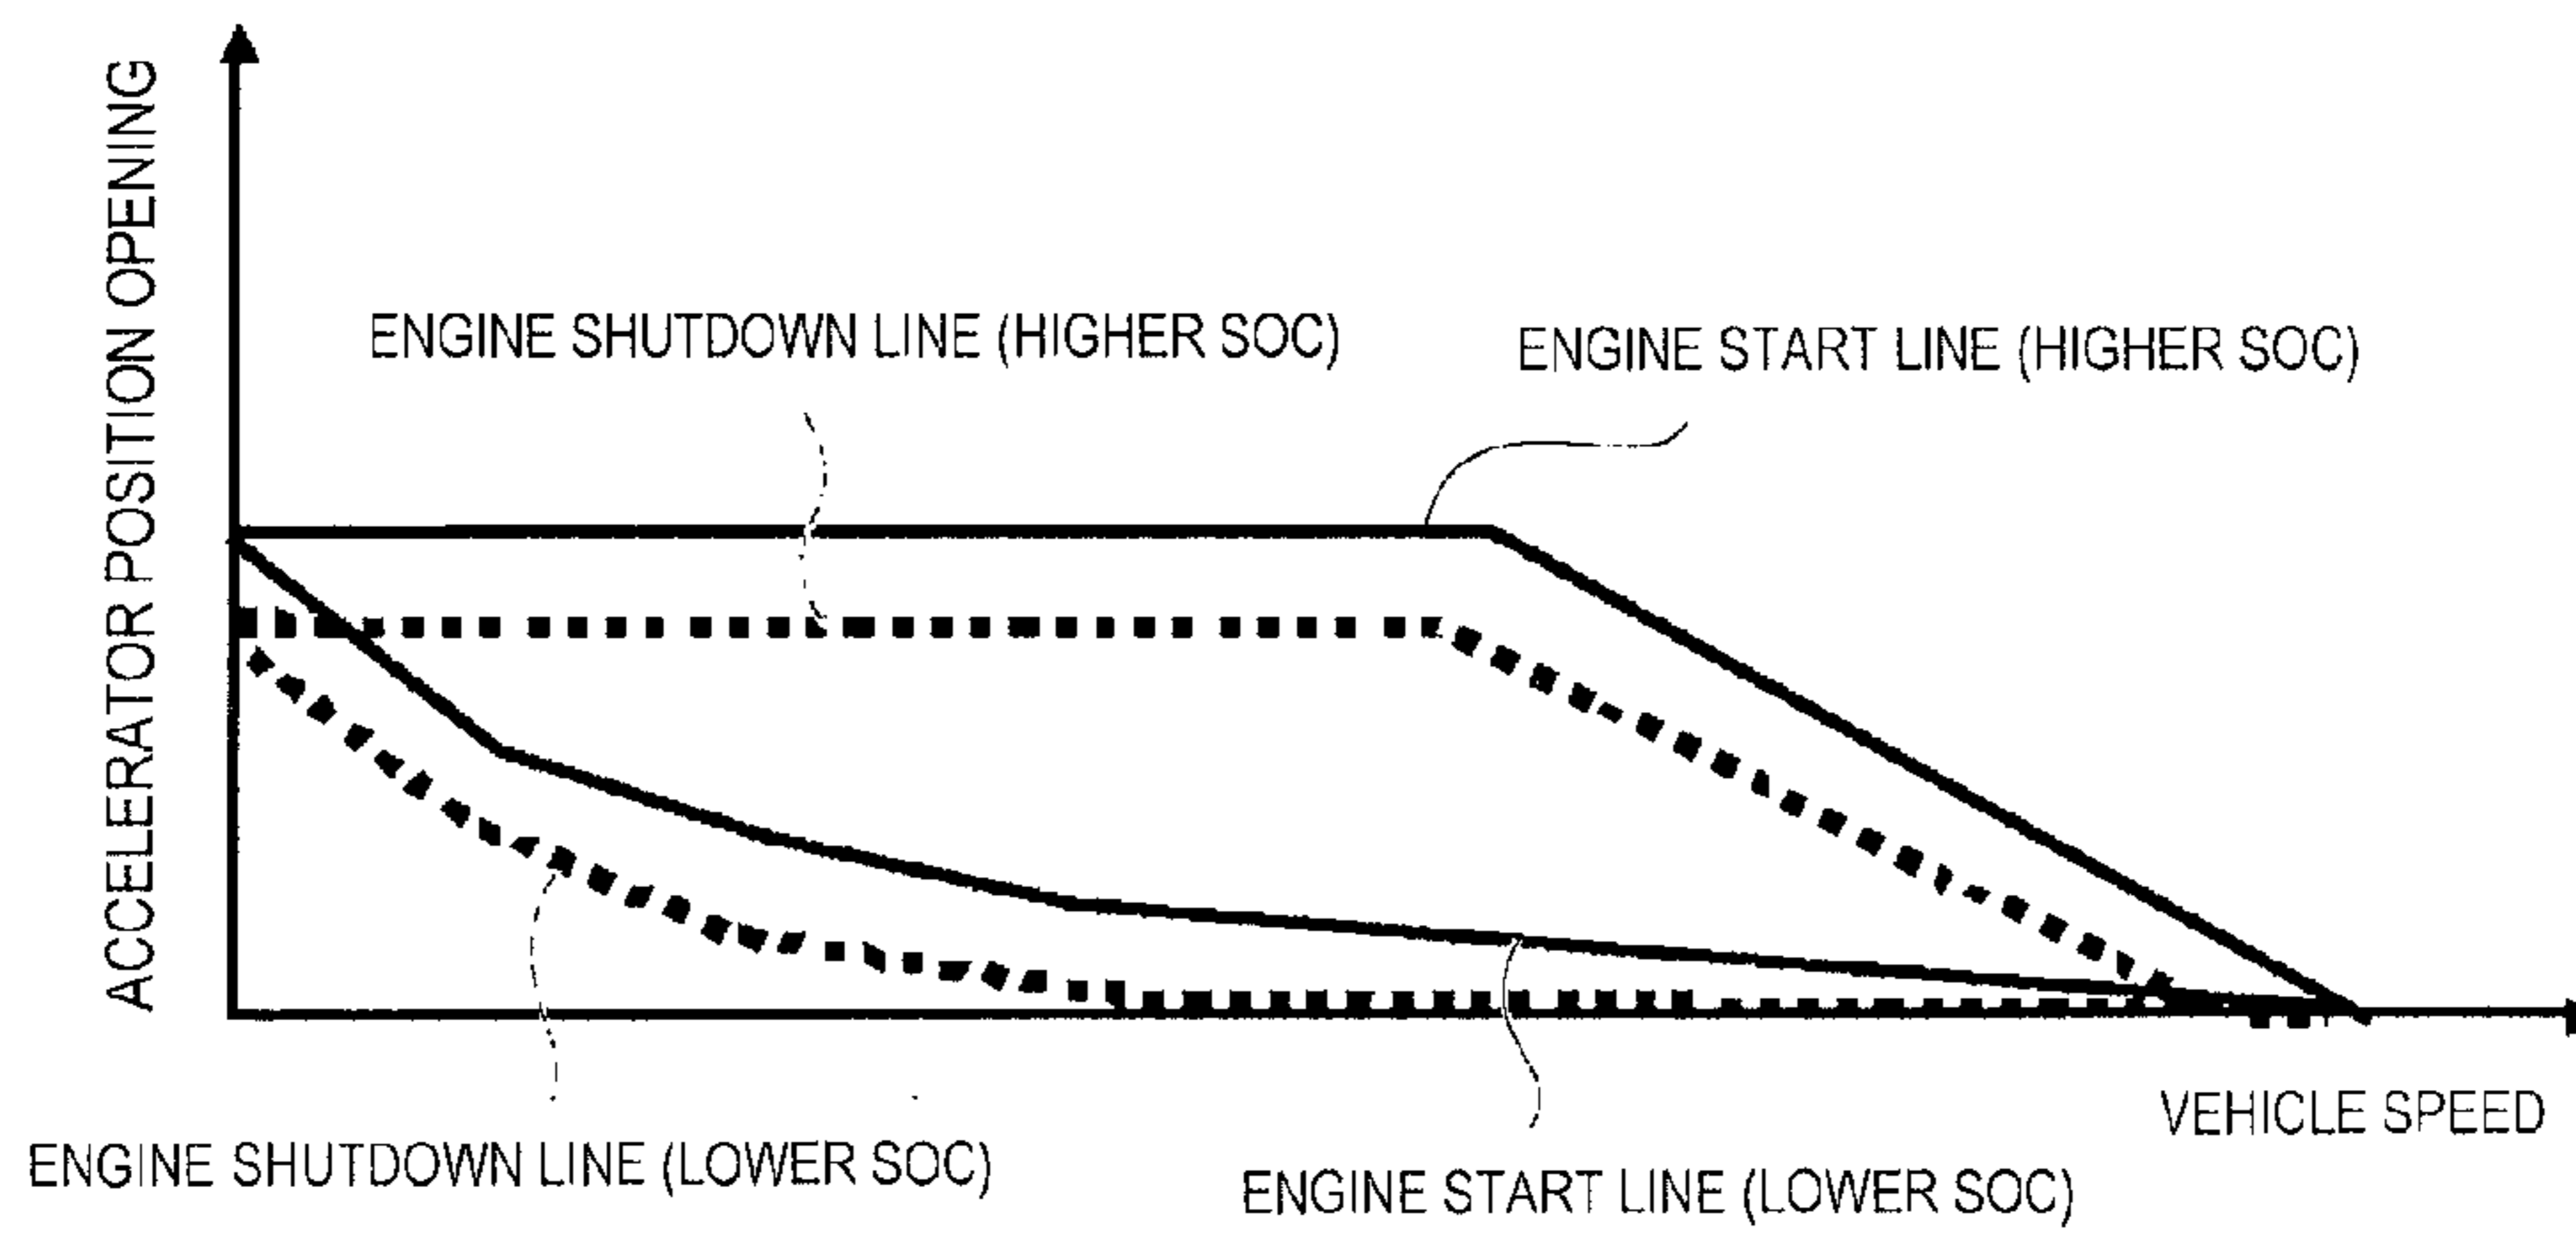 ACCELERATOR POSITION OPENING
ENGINE SHUTDOWN LINE (HIGHER SOC)
ENGINE START LINE (HIGHER SOC)
VEHICLE SPEED
ENGINE SHUTDOWN LINE (LOWER SOC)
ENGINE START LINE (LOWER SOC)